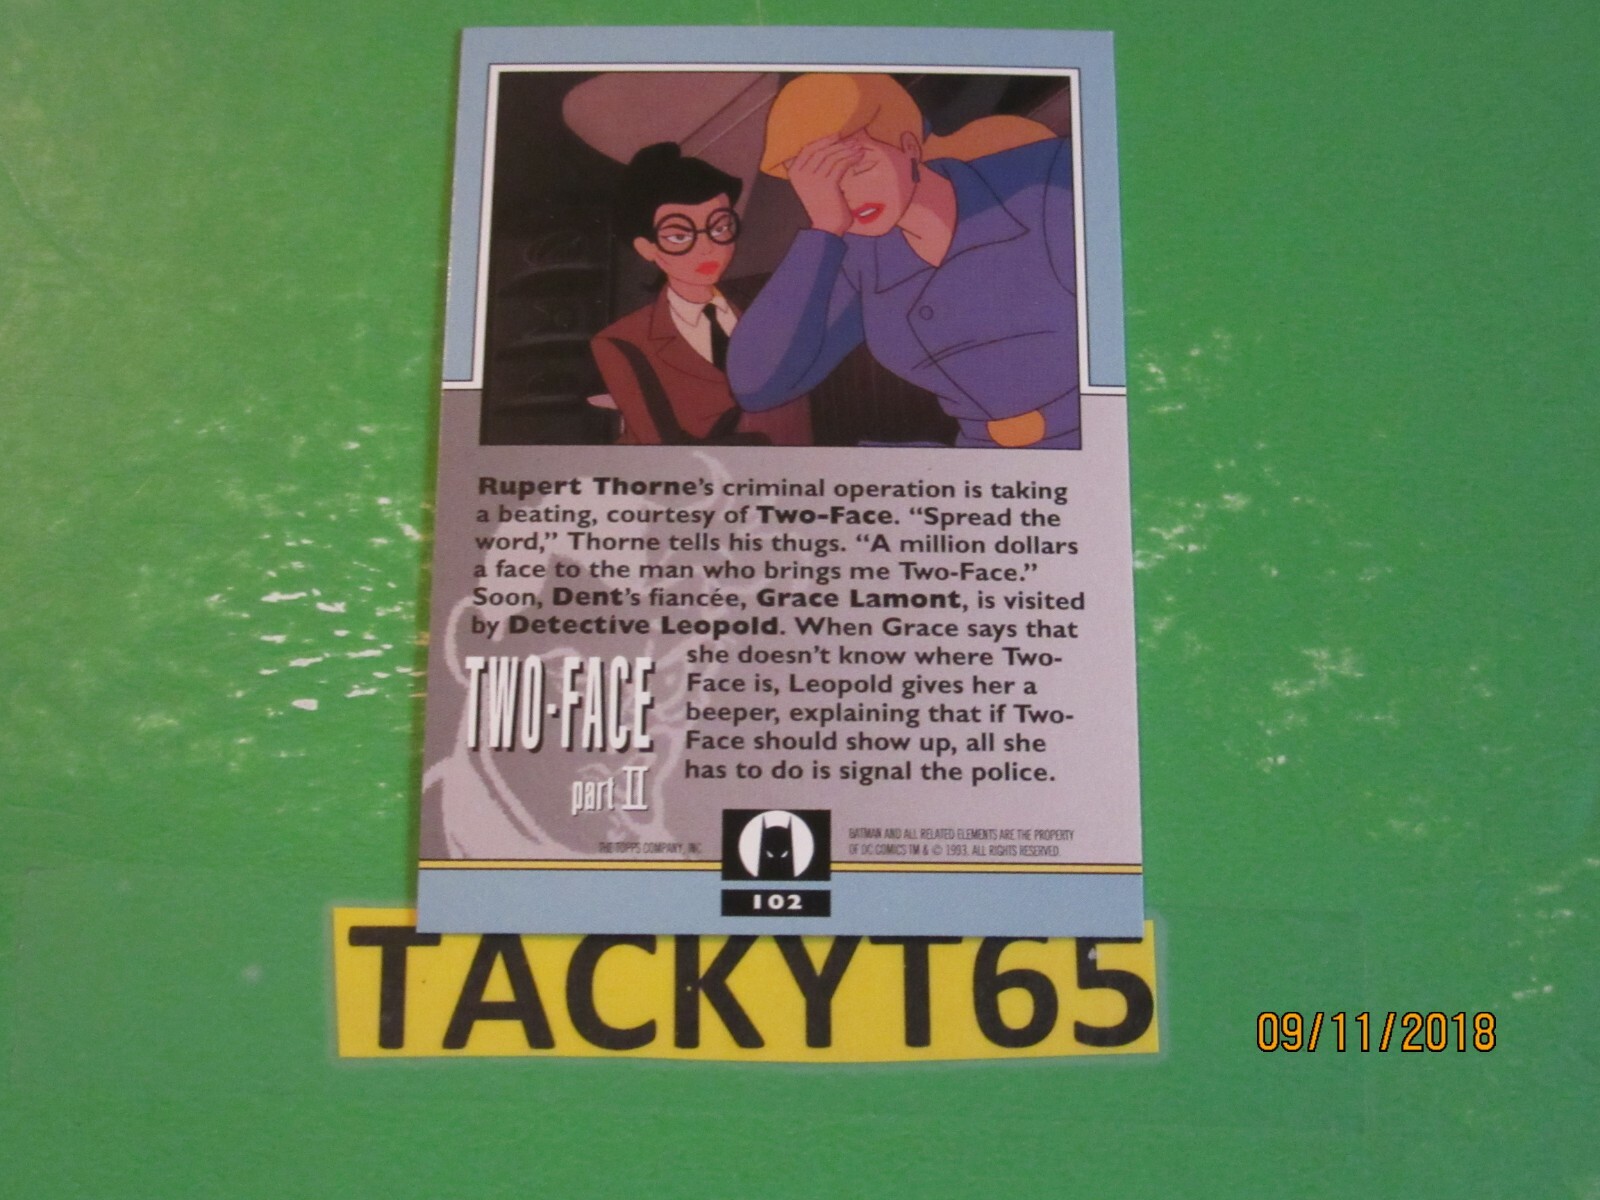 Rupert Thorne's criminal operation is taking
a beating, courtesy of Two-Face. “Spread the
word,” Thorne tells his thugs. “A million dollars
a face to the man who brings me Two-Face.”
Soon, Dent's fiancée, Grace Lamont, is visited
by Detective Leopold. When Grace says that
she doesn't know where Two-
Face is, Leopold gives her a
beeper, explaining that if Two-
Face should show up, all she
has to do is signal the police.
TWO-FACE
part II
THE TOPPS COMPANY, INC.
BATMAN AND ALL RELATED ELEMENTS ARE THE PROPERTY
OF DC COMICS TM & © 1993. ALL RIGHTS RESERVED.
102
TACKYT65
09/11/2018